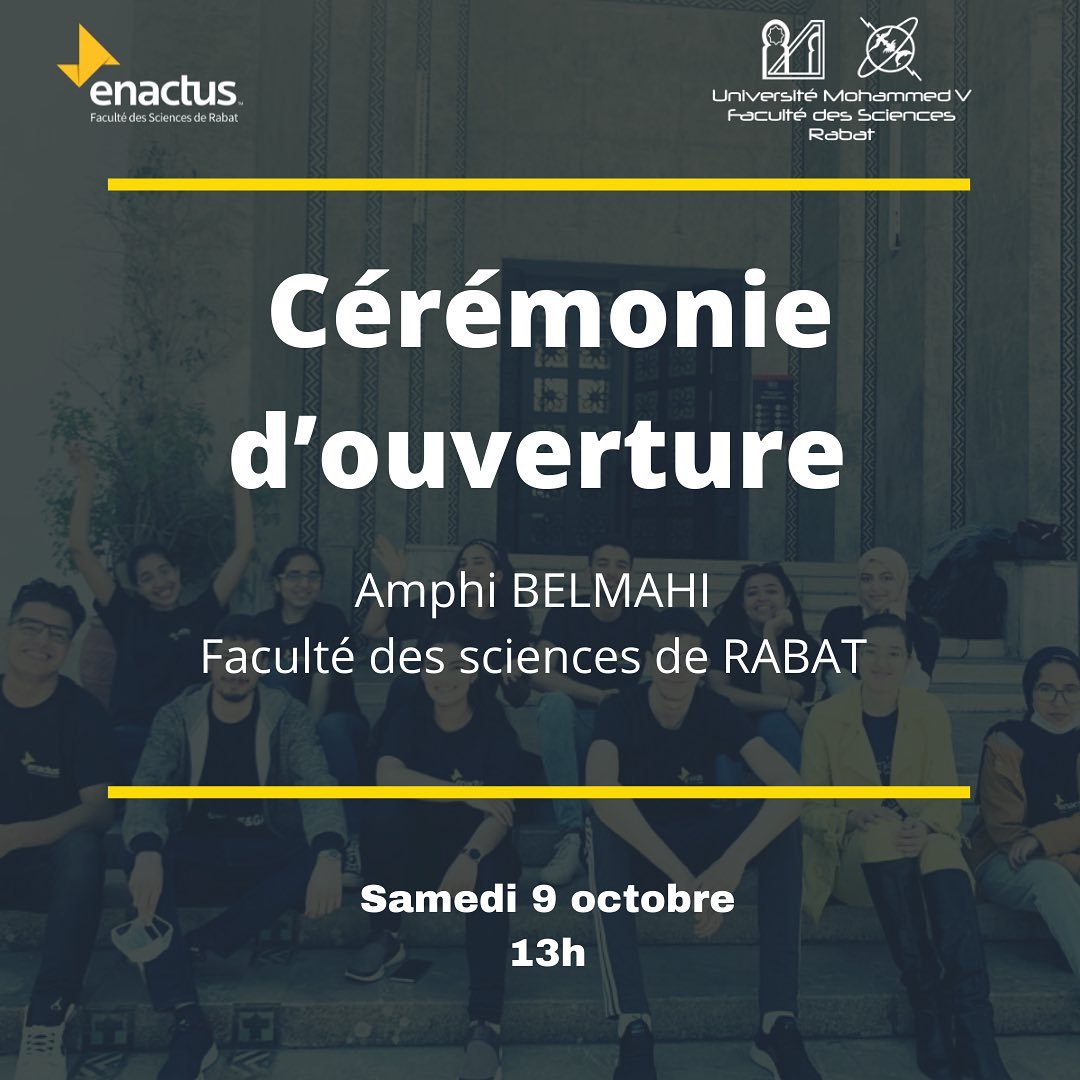 enactus
Faculté des Sciences de Rabat
Université Mohammed V
Faculté des Sciences
Rabat
Cérémonie
d’ouverture
Amphi BELMAHI
Faculté des sciences de RABAT
Samedi 9 octobre
13h